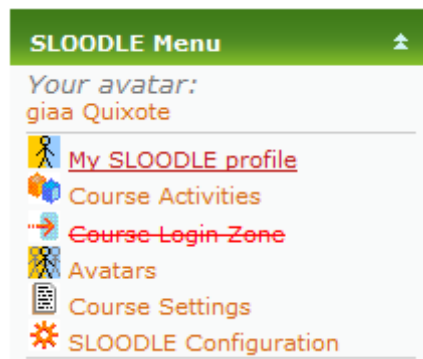 SLOODLE Menu
Your avatar:
giaa Quixote
My SLOODLE profile
Course Activities
Course Login Zone
Avatars
Course Settings
SLOODLE Configuration